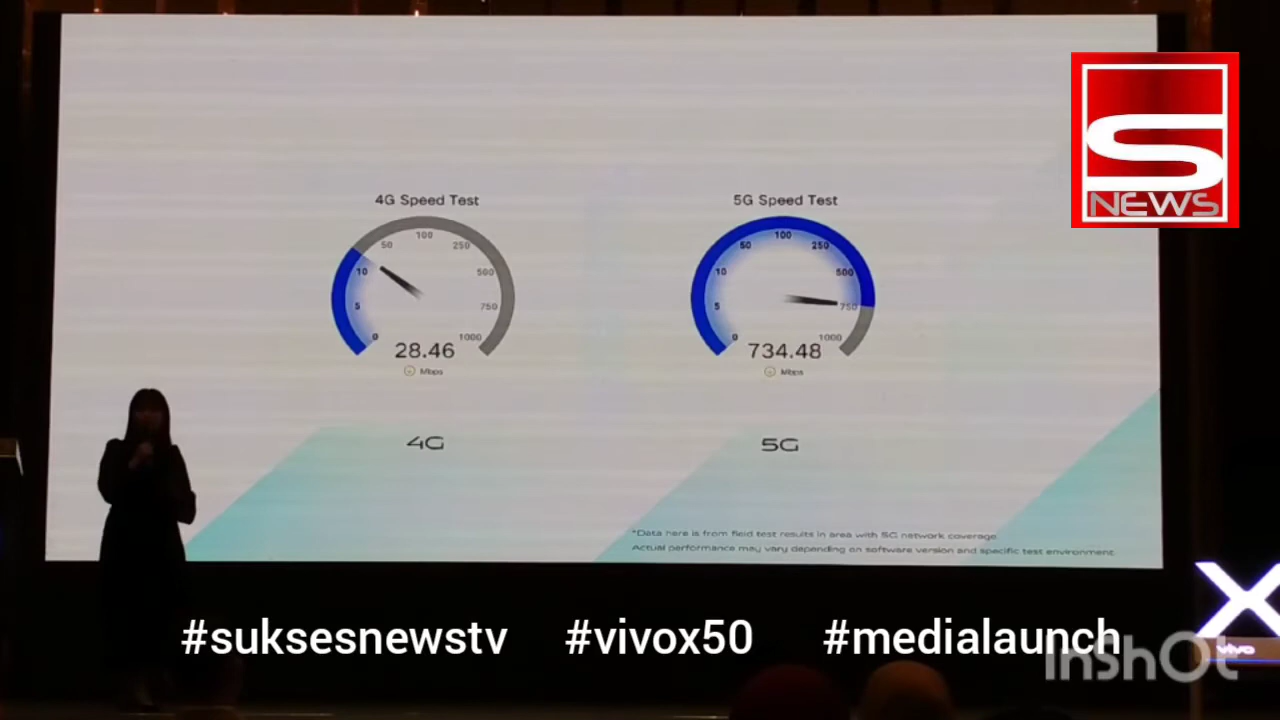 S
NEWS
4G Speed Test
0
5
10
50
100
250
500
750
1000
28.46
Mbps
4G
5G Speed Test
0
5
10
50
100
250
500
750
1000
734.48
Mbps
5G
*Data here is from field test results in area with 5G network coverage
Actual performance may vary depending on software version and specific test environment.
X
vivo
#suksesnewstv #vivox50 #medialaunch
InShOt